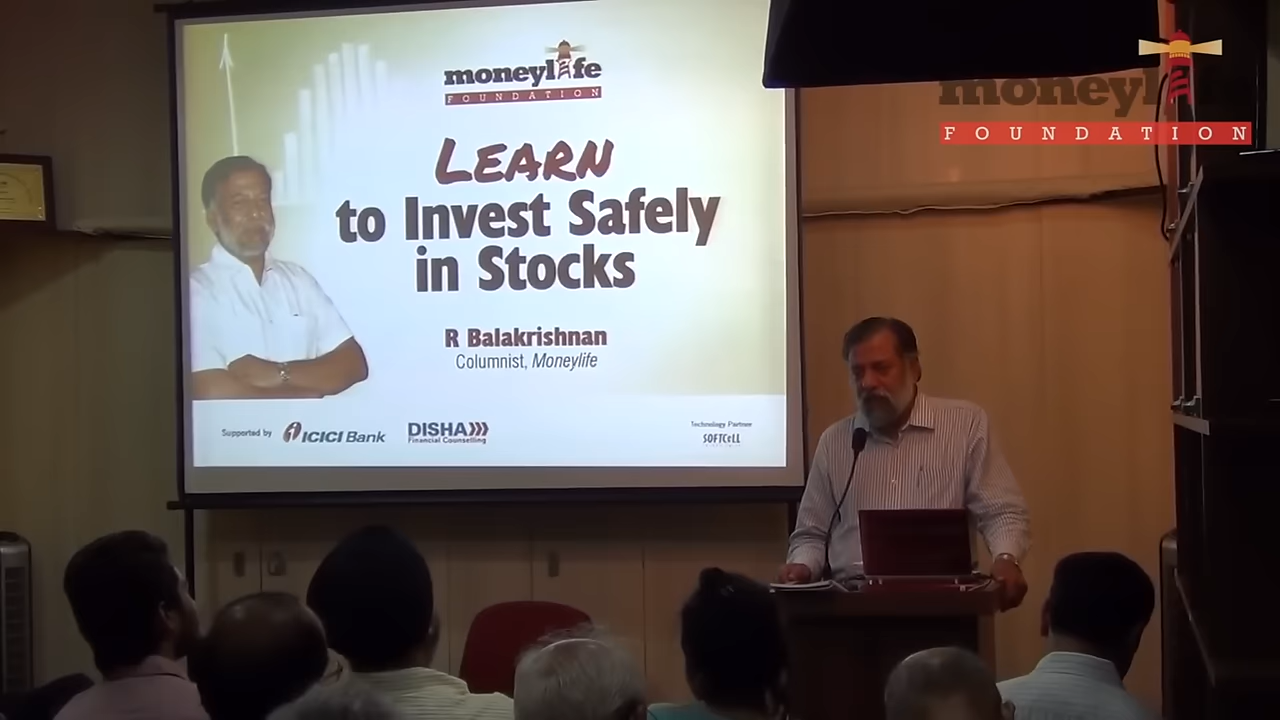 moneylife
FOUNDATION
LEARN
to Invest Safely
in Stocks
R Balakrishnan
Columnist, Moneylife
Supported by
ICICI Bank
DISHA
Financial Counselling
Technology Partner
SOFTCELL
moneylife
FOUNDATION